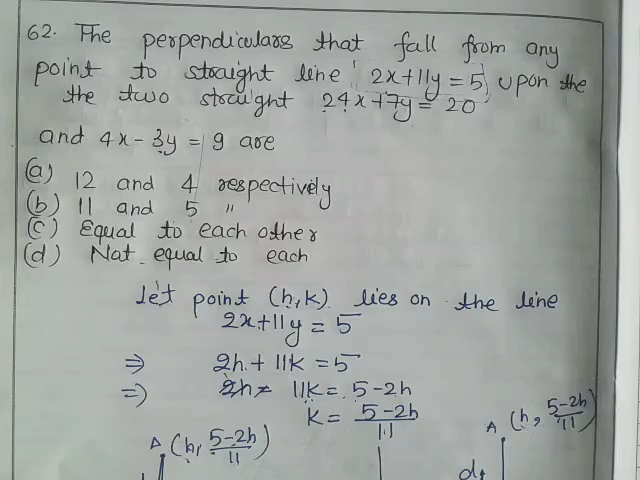 62. The perpendiculars that fall from any
point to straight line 2x+11y = 5, upon the
the two straight 24x+7y = 20
and 4x - 3y = 9 are
(a) 12 and 4 respectively
(b) 11 and 5 "
(c) Equal to each other
(d) Not equal to each
Let point (h,k) lies on the line
2x+11y = 5
⇒ 2h + 11k = 5
⇒ 11k = 5-2h
k = 5-2h/11
A (h, 5-2h/11) A (h, 5-2h/11)
d1